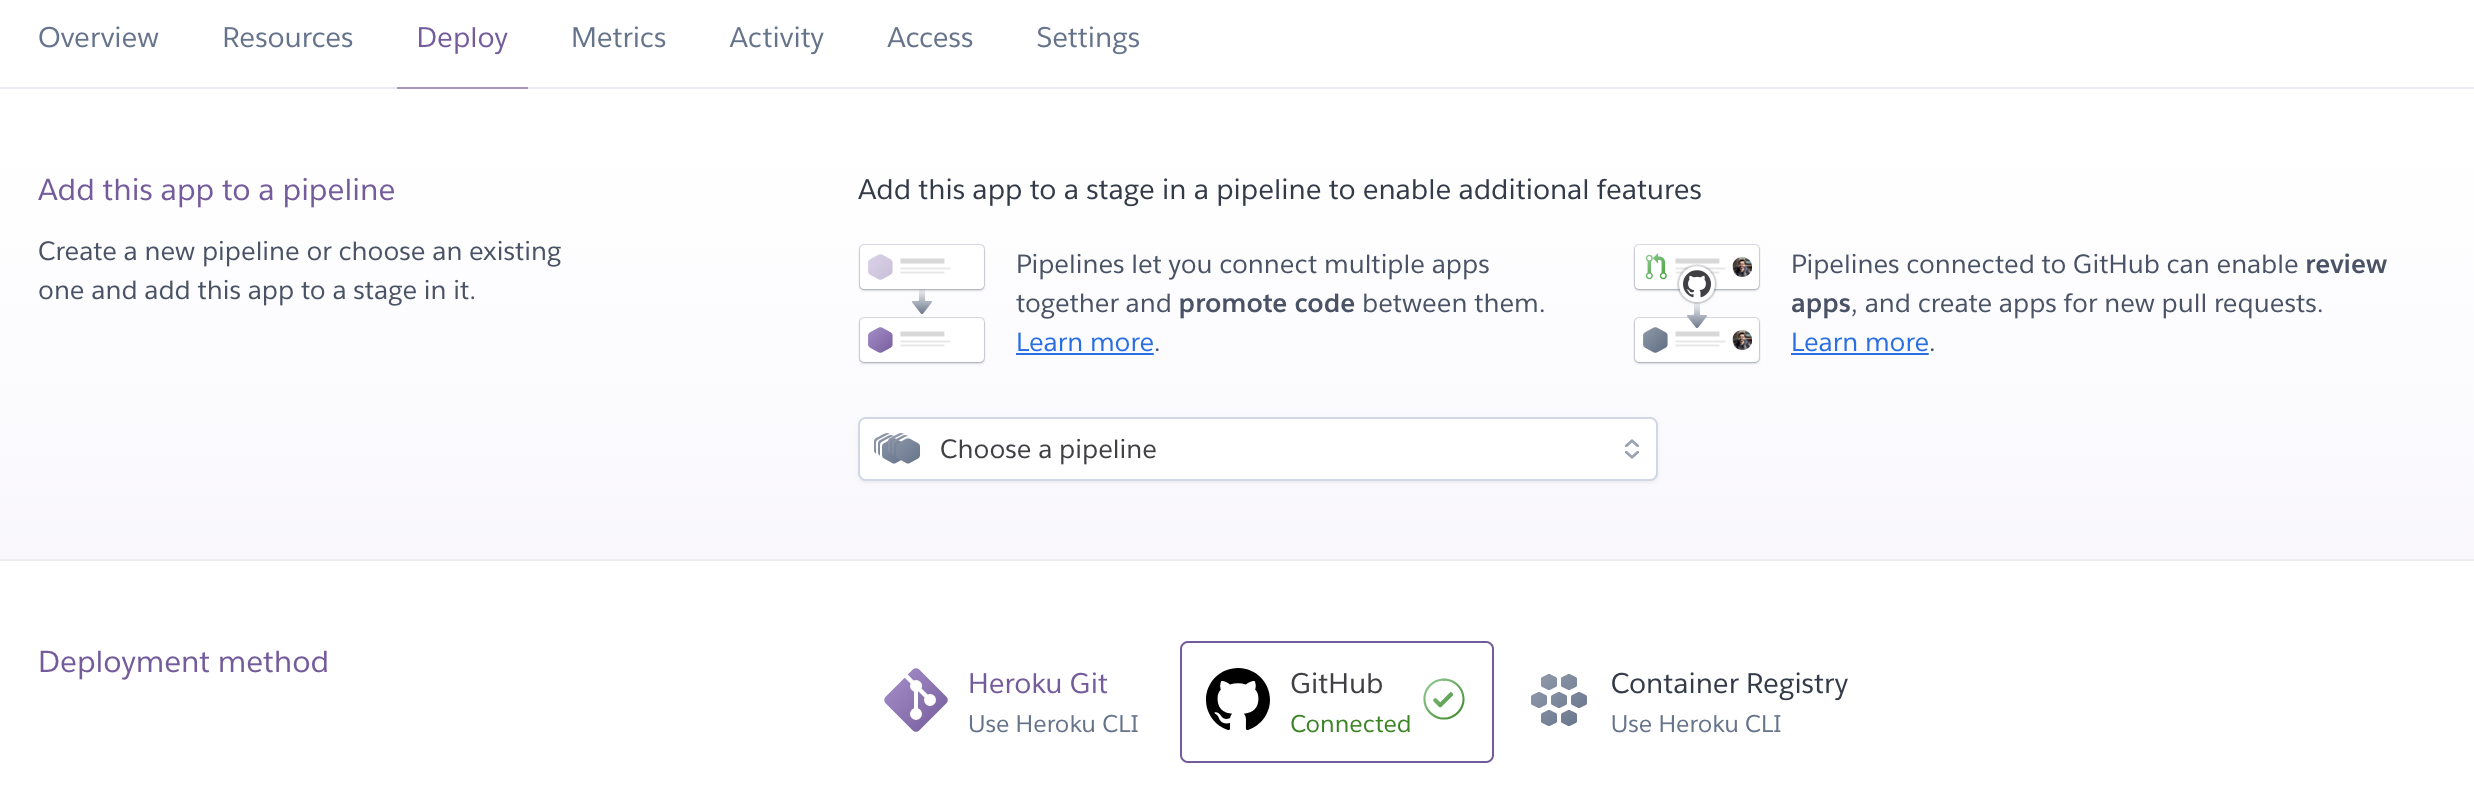 Overview Resources Deploy Metrics Activity Access Settings
Add this app to a pipeline
Create a new pipeline or choose an existing
one and add this app to a stage in it.
Add this app to a stage in a pipeline to enable additional features
Pipelines let you connect multiple apps
together and promote code between them.
Learn more.
Pipelines connected to GitHub can enable review
apps, and create apps for new pull requests.
Learn more.
Choose a pipeline
Deployment method
Heroku Git
Use Heroku CLI
GitHub
Connected
Container Registry
Use Heroku CLI